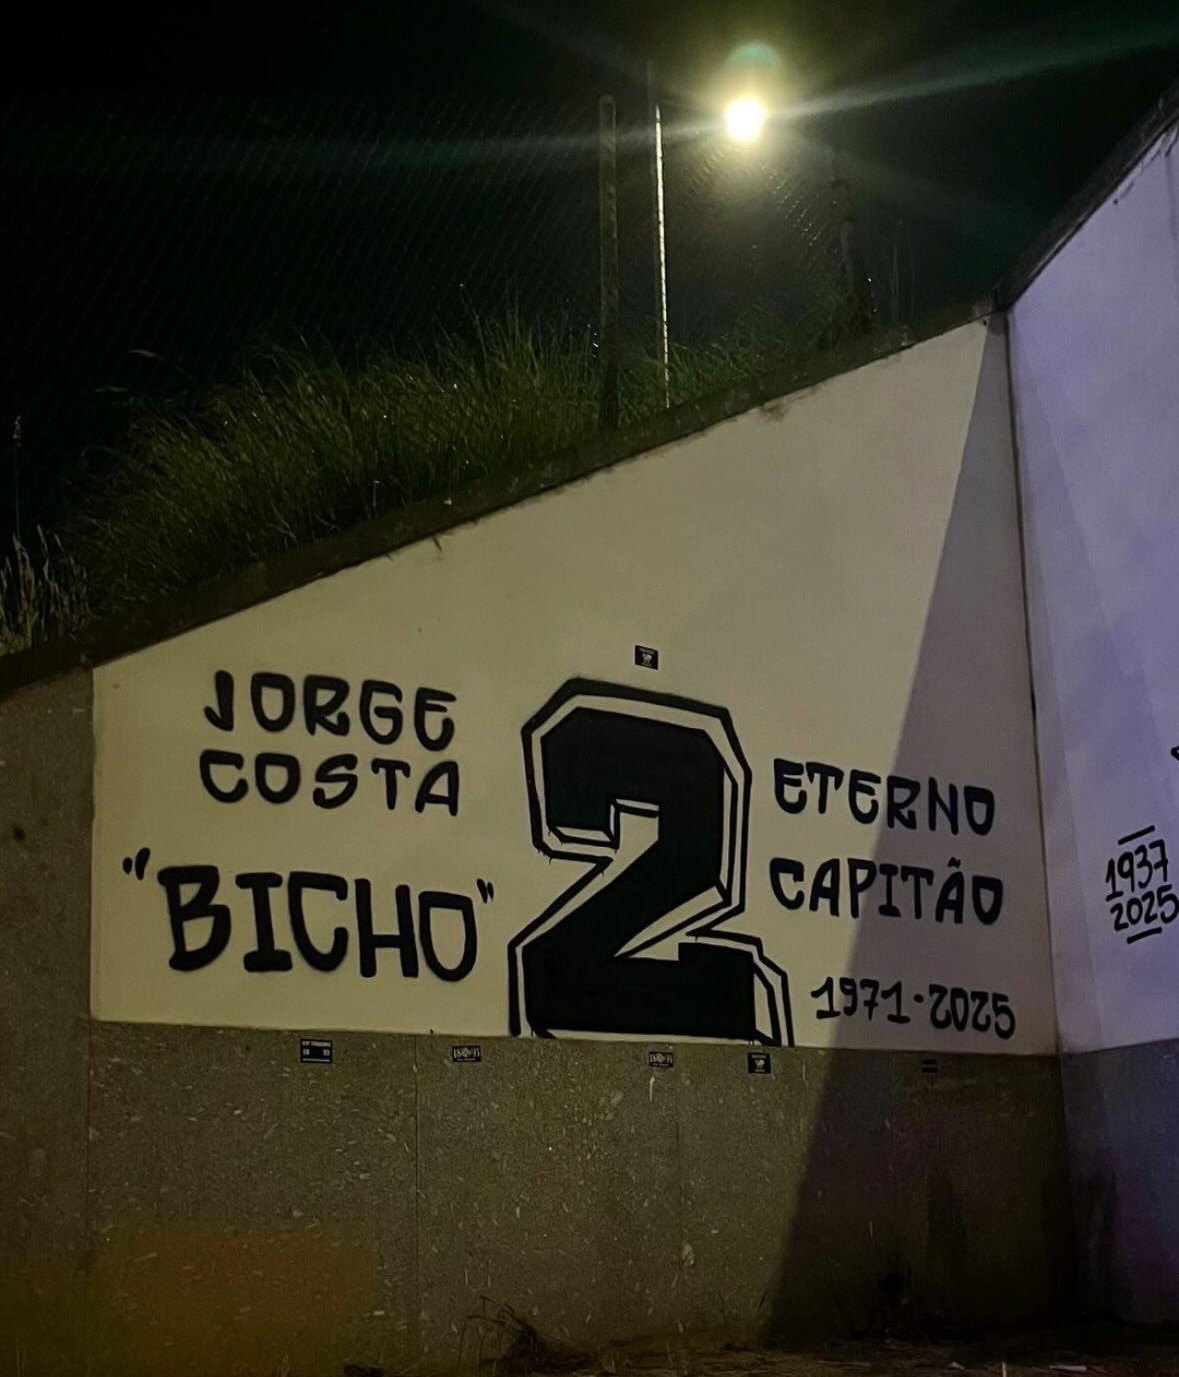 JORGE
COSTA
"BICHO"
2
ETERNO
CAPITÃO
1971-2025
1937
2025